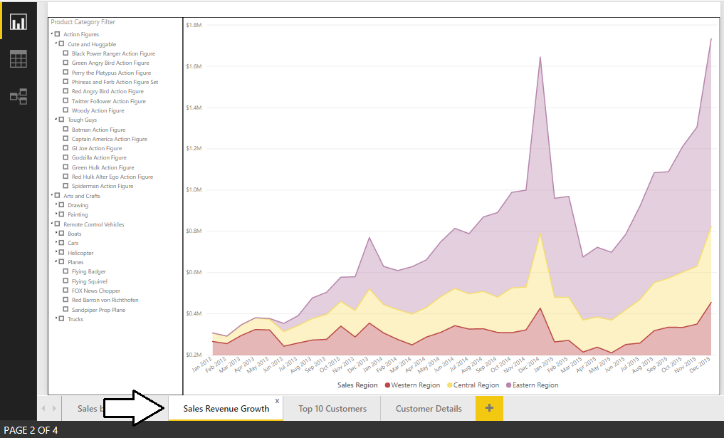 Product Category Filter
Action Figures
Cute and Huggable
Black Power Ranger Action Figure
Green Angry Bird Action Figure
Perry the Platypus Action Figure
Phineas and Ferb Action Figure Set
Red Angry Bird Action Figure
Twitter Follower Action Figure
Woody Action Figure
Tough Guys
Batman Action Figure
Captain America Action Figure
GI Joe Action Figure
Godzilla Action Figure
Green Hulk Action Figure
Red Hulk Alter Ego Action Figure
Spiderman Action Figure
Arts and Crafts
Drawing
Painting
Remote Control Vehicles
Boats
Cars
Helicopter
Planes
Flying Badger
Flying Squirrel
FOX News Chopper
Red Barron von Richthofen
Sandpiper Prop Plane
Trucks
$1.8M
$1.6M
$1.4M
$1.2M
$1.0M
$0.8M
$0.6M
$0.4M
$0.2M
Jan 2013 Feb 2013 Mar 2013 Apr 2013 May 2013 Jun 2013 Jul 2013 Aug 2013 Sep 2013 Oct 2013 Nov 2013 Dec 2013 Jan 2014 Feb 2014 Mar 2014 Apr 2014 May 2014 Jun 2014 Jul 2014 Aug 2014 Sep 2014 Oct 2014 Nov 2014 Dec 2014 Jan 2015 Feb 2015 Mar 2015 Apr 2015 May 2015 Jun 2015 Jul 2015 Aug 2015 Sep 2015 Oct 2015 Nov 2015 Dec 2015
Sales Region Western Region Central Region Eastern Region
Sales Sales Revenue Growth x Top 10 Customers Customer Details +
PAGE 2 OF 4